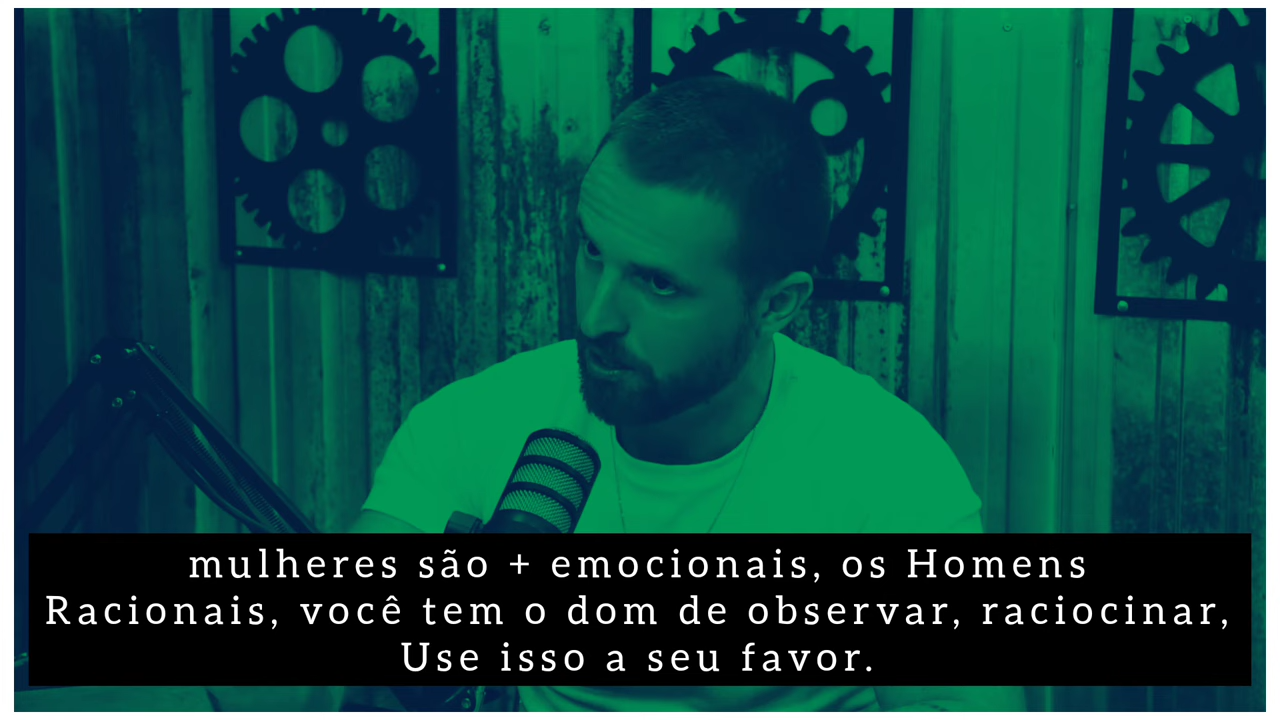 mulheres são + emocionais, os Homens
Racionais, você tem o dom de observar, raciocinar,
Use isso a seu favor.